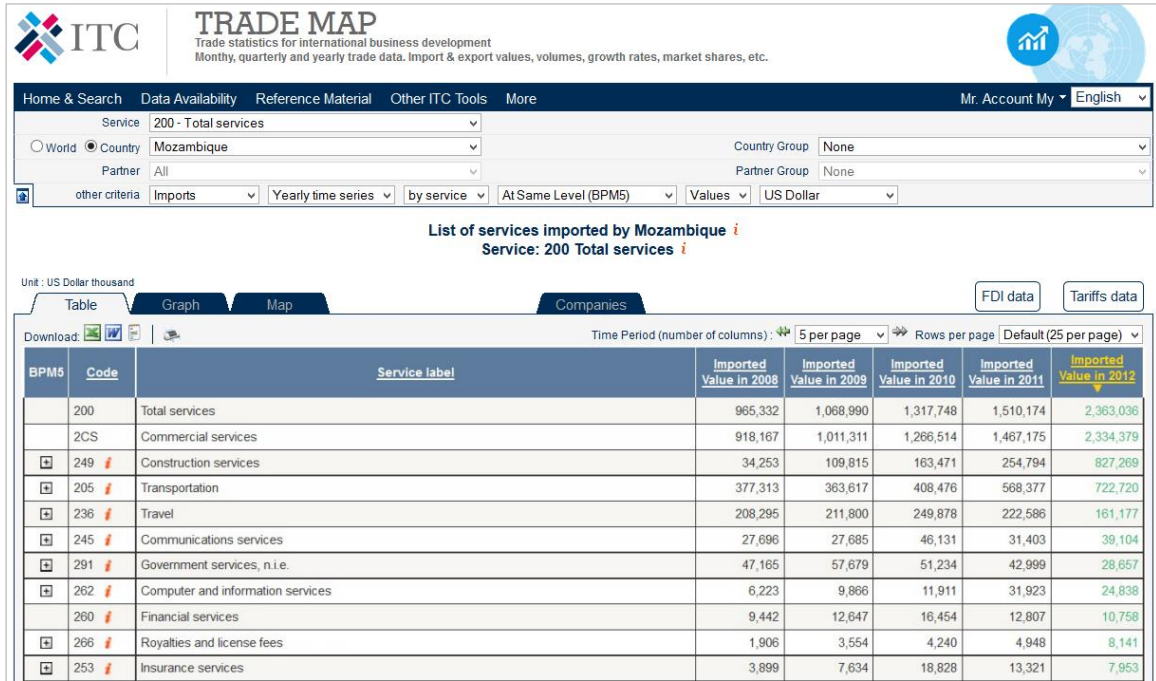 ITC
TRADE MAP
Trade statistics for international business development
Monthy, quarterly and yearly trade data. Import & export values, volumes, growth rates, market shares, etc.
Home & Search Data Availability Reference Material Other ITC Tools More Mr. Account My English
Service 200 - Total services
World Country Mozambique Country Group None
Partner All Partner Group None
other criteria Imports Yearly time series by service At Same Level (BPM5) Values US Dollar
List of services imported by Mozambique i
Service: 200 Total services i
Unit : US Dollar thousand
Table Graph Map Companies FDI data Tariffs data
Download: Time Period (number of columns) : 5 per page Rows per page Default (25 per page)
BPM5 Code Service label Imported Value in 2008 Imported Value in 2009 Imported Value in 2010 Imported Value in 2011 Imported Value in 2012
200 Total services 965,332 1,068,990 1,317,748 1,510,174 2,363,036
2CS Commercial services 918,167 1,011,311 1,266,514 1,467,175 2,334,379
+ 249 i Construction services 34,253 109,815 163,471 254,794 827,269
+ 205 i Transportation 377,313 363,617 408,476 568,377 722,720
+ 236 i Travel 208,295 211,800 249,878 222,586 161,177
+ 245 i Communications services 27,696 27,685 46,131 31,403 39,104
+ 291 i Government services, n.i.e. 47,165 57,679 51,234 42,999 28,657
+ 262 i Computer and information services 6,223 9,866 11,911 31,923 24,838
260 i Financial services 9,442 12,647 16,454 12,807 10,758
+ 266 i Royalties and license fees 1,906 3,554 4,240 4,948 8,141
+ 253 i Insurance services 3,899 7,634 18,828 13,321 7,953